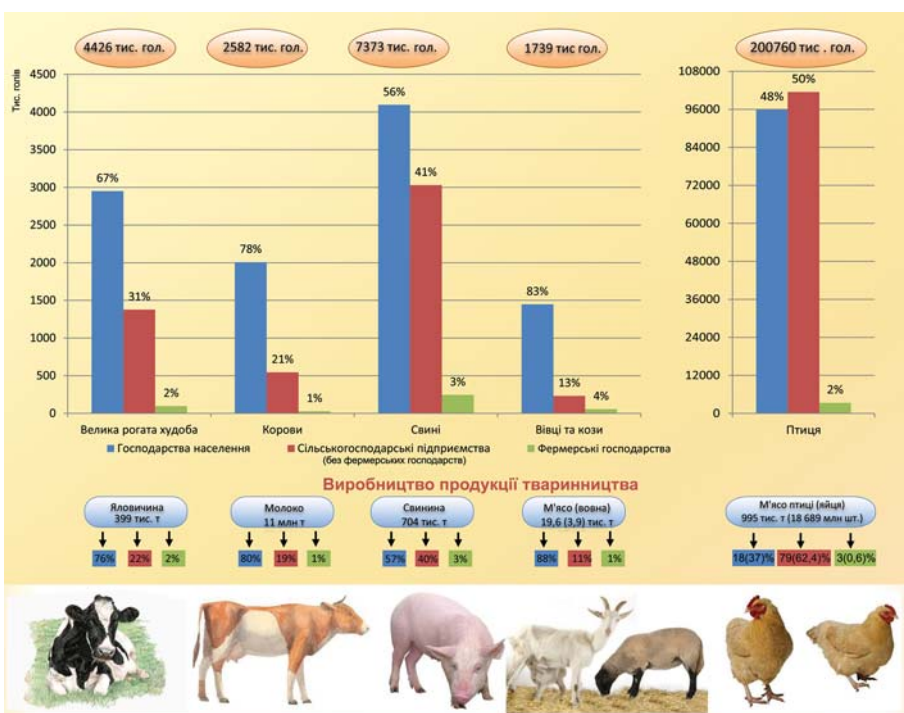 4426 тис. гол.
2582 тис. гол.
7373 тис. гол.
1739 тис гол.
200760 тис . гол.
Тис. голів
4500
4000
3500
3000
2500
2000
1500
1000
500
0
67%
31%
2%
78%
21%
1%
56%
41%
3%
83%
13%
4%
108000
96000
84000
72000
60000
48000
36000
24000
12000
0
48%
50%
2%
Велика рогата худоба
Корови
Свині
Вівці та кози
Птиця
Господарства населення
Сільськогосподарські підприємства
(без фермерських господарств)
Фермерські господарства
Виробництво продукції тваринництва
Яловичина
399 тис. т
Молоко
11 млн т
Свинина
704 тис. т
М'ясо (вовна)
19,6 (3,9) тис. т
М'ясо птиці (яйця)
995 тис. т (18 689 млн шт.)
76% 22% 2%
80% 19% 1%
57% 40% 3%
88% 11% 1%
18(37)% 79(62,4)% 3(0,6)%